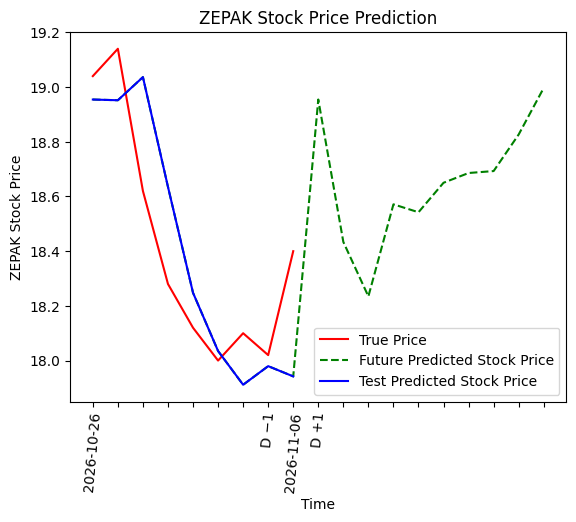 ZEPAK Stock Price Prediction
ZEPAK Stock Price
19.2
19.0
18.8
18.6
18.4
18.2
18.0
True Price
Future Predicted Stock Price
Test Predicted Stock Price
2026-10-26
D −1
2026-11-06
D +1
Time